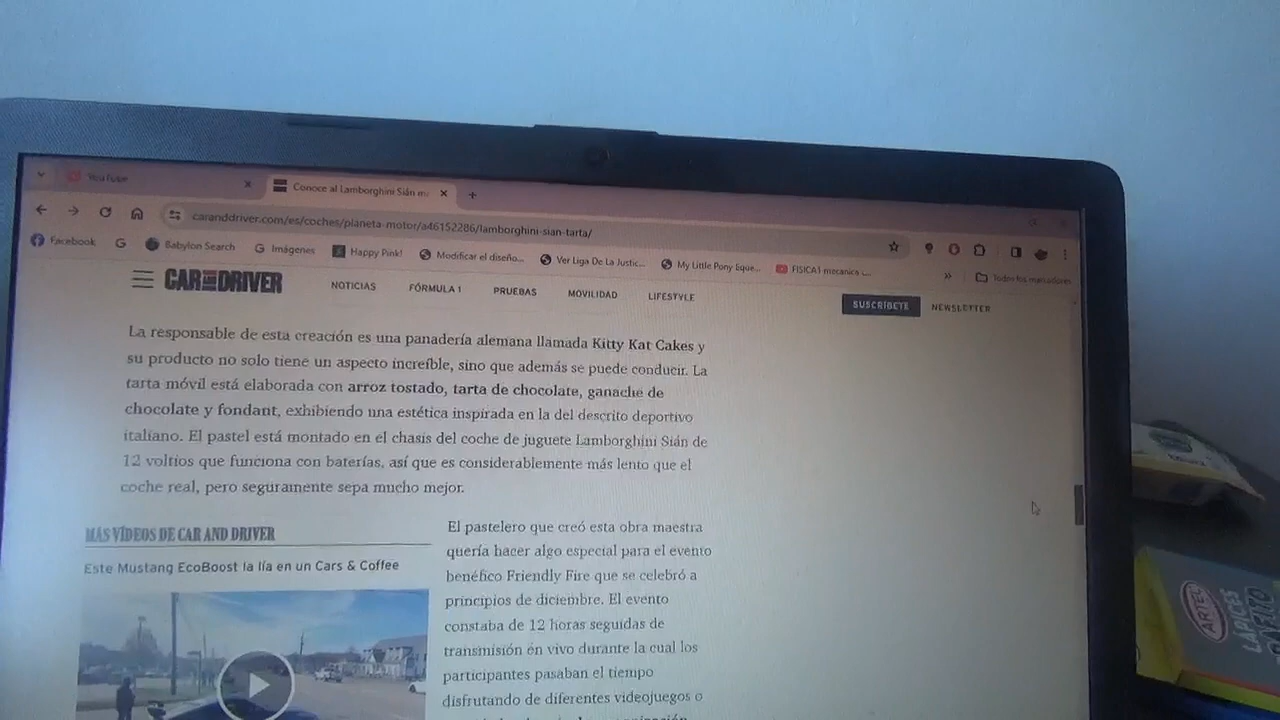 YouTube
Conoce al Lamborghini Sián m
caranddriver.com/es/coches/planeta-motor/a46152286/lamborghini-sian-tarta/
Facebook
G
Babylon Search
G Imágenes
Happy Pink!
Modificar el diseño...
Ver Liga De La Justic...
My Little Pony Eque...
FISICA1 mecanica
Todos los marcadores
CAR AND DRIVER
NOTICIAS
FÓRMULA 1
PRUEBAS
MOVILIDAD
LIFESTYLE
SUSCRÍBETE
NEWSLETTER
La responsable de esta creación es una panadería alemana llamada Kitty Kat Cakes y
su producto no solo tiene un aspecto increíble, sino que además se puede conducir. La
tarta móvil está elaborada con arroz tostado, tarta de chocolate, ganache de
chocolate y fondant, exhibiendo una estética inspirada en la del descrito deportivo
italiano. El pastel está montado en el chasis del coche de juguete Lamborghini Sián de
12 voltios que funciona con baterías, así que es considerablemente más lento que el
coche real, pero seguramente sepa mucho mejor.
MÁS VÍDEOS DE CAR AND DRIVER
Este Mustang EcoBoost la lía en un Cars & Coffee
El pastelero que creó esta obra maestra
quería hacer algo especial para el evento
benéfico Friendly Fire que se celebró a
principios de diciembre. El evento
constaba de 12 horas seguidas de
transmisión en vivo durante la cual los
participantes pasaban el tiempo
disfrutando de diferentes videojuegos o
ARTEL
LAPICES